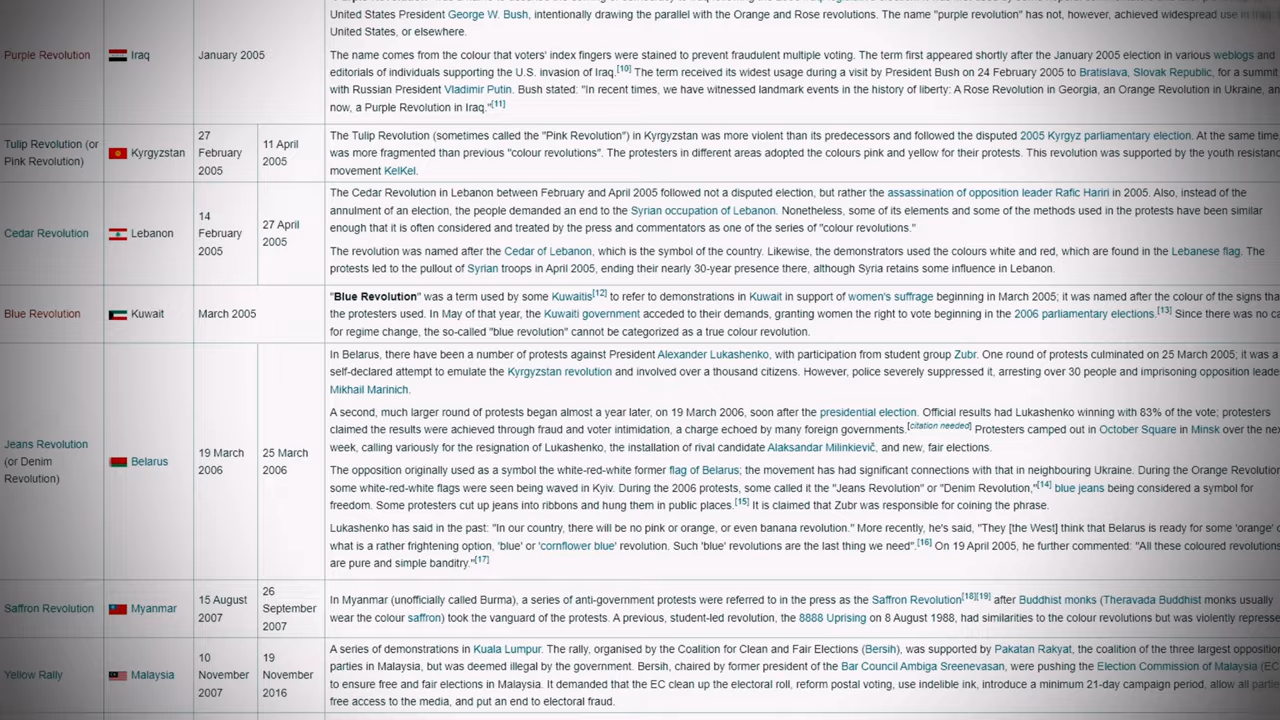 United States President George W. Bush, intentionally drawing the parallel with the Orange and Rose revolutions. The name "purple revolution" has not, however, achieved widespread use in Iraq
United States, or elsewhere.
Purple Revolution
Iraq
January 2005
The name comes from the colour that voters' index fingers were stained to prevent fraudulent multiple voting. The term first appeared shortly after the January 2005 election in various weblogs and
editorials of individuals supporting the U.S. invasion of Iraq.[10] The term received its widest usage during a visit by President Bush on 24 February 2005 to Bratislava, Slovak Republic, for a summit
with Russian President Vladimir Putin. Bush stated: "In recent times, we have witnessed landmark events in the history of liberty: A Rose Revolution in Georgia, an Orange Revolution in Ukraine, an
now, a Purple Revolution in Iraq."[11]
Tulip Revolution (or
Pink Revolution)
Kyrgyzstan
27
February
2005
11 April
2005
The Tulip Revolution (sometimes called the "Pink Revolution") in Kyrgyzstan was more violent than its predecessors and followed the disputed 2005 Kyrgyz parliamentary election. At the same time
was more fragmented than previous "colour revolutions". The protesters in different areas adopted the colours pink and yellow for their protests. This revolution was supported by the youth resistanc
movement KelKel.
Cedar Revolution
Lebanon
14
February
2005
27 April
2005
The Cedar Revolution in Lebanon between February and April 2005 followed not a disputed election, but rather the assassination of opposition leader Rafic Hariri in 2005. Also, instead of the
annulment of an election, the people demanded an end to the Syrian occupation of Lebanon. Nonetheless, some of its elements and some of the methods used in the protests have been similar
enough that it is often considered and treated by the press and commentators as one of the series of "colour revolutions."
The revolution was named after the Cedar of Lebanon, which is the symbol of the country. Likewise, the demonstrators used the colours white and red, which are found in the Lebanese flag. The
protests led to the pullout of Syrian troops in April 2005, ending their nearly 30-year presence there, although Syria retains some influence in Lebanon.
Blue Revolution
Kuwait
March 2005
"Blue Revolution" was a term used by some Kuwaitis[12] to refer to demonstrations in Kuwait in support of women's suffrage beginning in March 2005; it was named after the colour of the signs tha
the protesters used. In May of that year, the Kuwaiti government acceded to their demands, granting women the right to vote beginning in the 2006 parliamentary elections.[13] Since there was no ca
for regime change, the so-called "blue revolution" cannot be categorized as a true colour revolution.
Jeans Revolution
(or Denim
Revolution)
Belarus
19 March
2006
25 March
2006
In Belarus, there have been a number of protests against President Alexander Lukashenko, with participation from student group Zubr. One round of protests culminated on 25 March 2005; it was a
self-declared attempt to emulate the Kyrgyzstan revolution and involved over a thousand citizens. However, police severely suppressed it, arresting over 30 people and imprisoning opposition leade
Mikhail Marinich.
A second, much larger round of protests began almost a year later, on 19 March 2006, soon after the presidential election. Official results had Lukashenko winning with 83% of the vote; protesters
claimed the results were achieved through fraud and voter intimidation, a charge echoed by many foreign governments.[citation needed] Protesters camped out in October Square in Minsk over the nex
week, calling variously for the resignation of Lukashenko, the installation of rival candidate Alaksandar Milinkievič, and new, fair elections.
The opposition originally used as a symbol the white-red-white former flag of Belarus; the movement has had significant connections with that in neighbouring Ukraine. During the Orange Revolution
some white-red-white flags were seen being waved in Kyiv. During the 2006 protests, some called it the "Jeans Revolution" or "Denim Revolution,"[14] blue jeans being considered a symbol for
freedom. Some protesters cut up jeans into ribbons and hung them in public places.[15] It is claimed that Zubr was responsible for coining the phrase.
Lukashenko has said in the past: "In our country, there will be no pink or orange, or even banana revolution." More recently, he's said, "They [the West] think that Belarus is ready for some 'orange' o
what is a rather frightening option, 'blue' or 'cornflower blue' revolution. Such 'blue' revolutions are the last thing we need".[16] On 19 April 2005, he further commented: "All these coloured revolutions
are pure and simple banditry."[17]
Saffron Revolution
Myanmar
15 August
2007
26
September
2007
In Myanmar (unofficially called Burma), a series of anti-government protests were referred to in the press as the Saffron Revolution[18][19] after Buddhist monks (Theravada Buddhist monks usually
wear the colour saffron) took the vanguard of the protests. A previous, student-led revolution, the 8888 Uprising on 8 August 1988, had similarities to the colour revolutions but was violently represse
Yellow Rally
Malaysia
10
November
2007
19
November
2016
A series of demonstrations in Kuala Lumpur. The rally, organised by the Coalition for Clean and Fair Elections (Bersih), was supported by Pakatan Rakyat, the coalition of the three largest oppositior
parties in Malaysia, but was deemed illegal by the government. Bersih, chaired by former president of the Bar Council Ambiga Sreenevasan, were pushing the Election Commission of Malaysia (EC
to ensure free and fair elections in Malaysia. It demanded that the EC clean up the electoral roll, reform postal voting, use indelible ink, introduce a minimum 21-day campaign period, allow all partie
free access to the media, and put an end to electoral fraud.